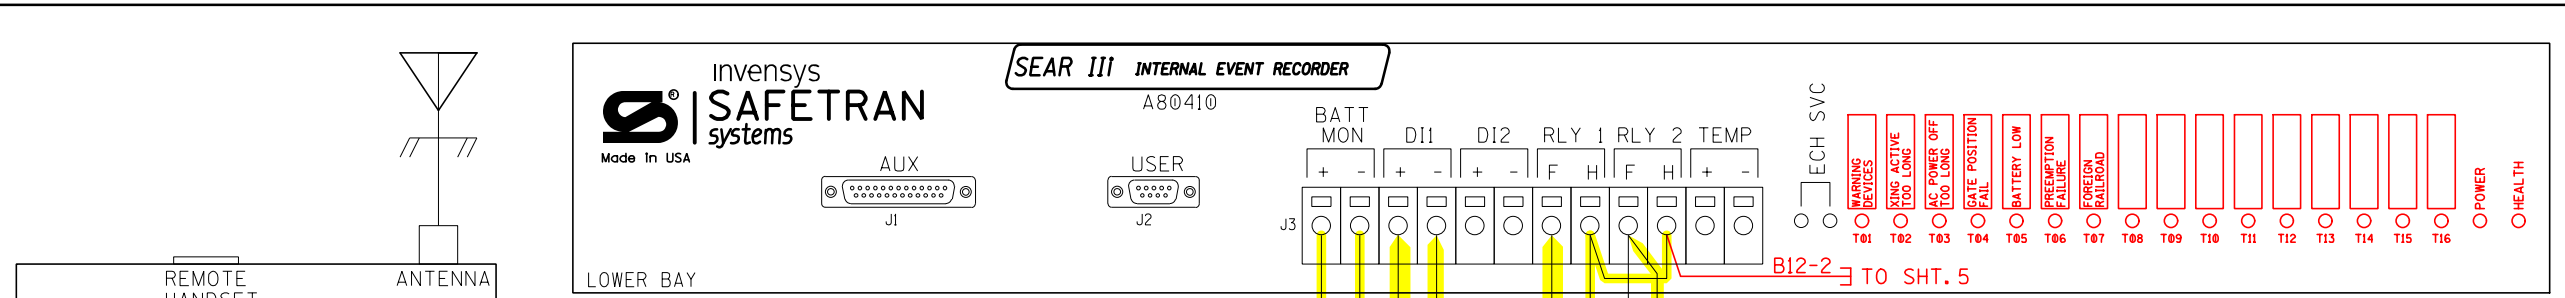 invensys
SAFETRAN
systems
Made in USA
®
SEAR IIi INTERNAL EVENT RECORDER
A80410
AUX
J1
USER
J2
BATT
MON
DI1
DI2
RLY 1
RLY 2
TEMP
+ - + - + - F H F H + -
J3
ECH SVC
WARNING
DEVICES
XING ACTIVE
TOO LONG
AC POWER OFF
TOO LONG
GATE POSITION
FAIL
BATTERY LOW
PREEMPTION
FAILURE
FOREIGN
RAILROAD
POWER
HEALTH
T01 T02 T03 T04 T05 T06 T07 T08 T09 T10 T11 T12 T13 T14 T15 T16
B12-2
TO SHT.5
LOWER BAY
REMOTE
HANDSET
ANTENNA